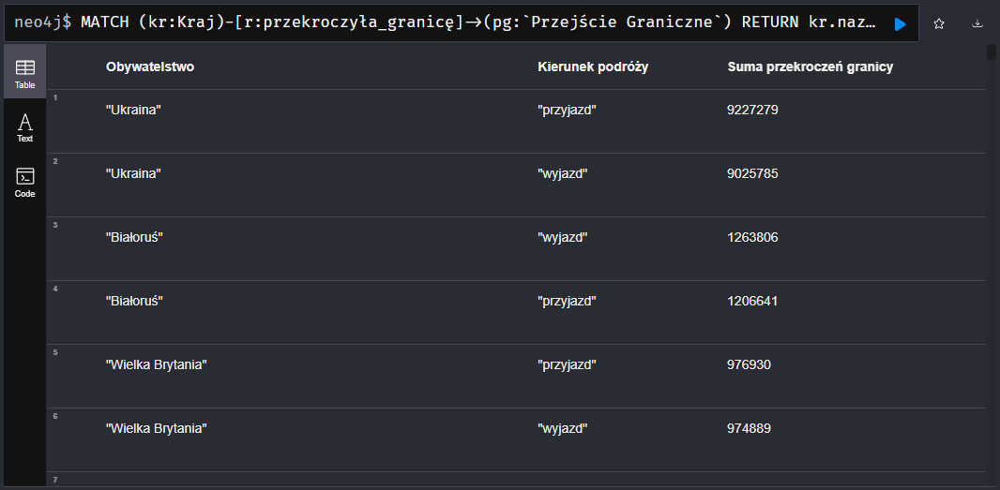 neo4j$ MATCH (kr:Kraj)-[r:przekroczyła_granicę]→(pg:`Przejście Graniczne`) RETURN kr.naz…
Table
Text
Code
Obywatelstwo Kierunek podróży Suma przekroczeń granicy
1 "Ukraina" "przyjazd" 9227279
2 "Ukraina" "wyjazd" 9025785
3 "Białoruś" "wyjazd" 1263806
4 "Białoruś" "przyjazd" 1206641
5 "Wielka Brytania" "przyjazd" 976930
6 "Wielka Brytania" "wyjazd" 974889
7